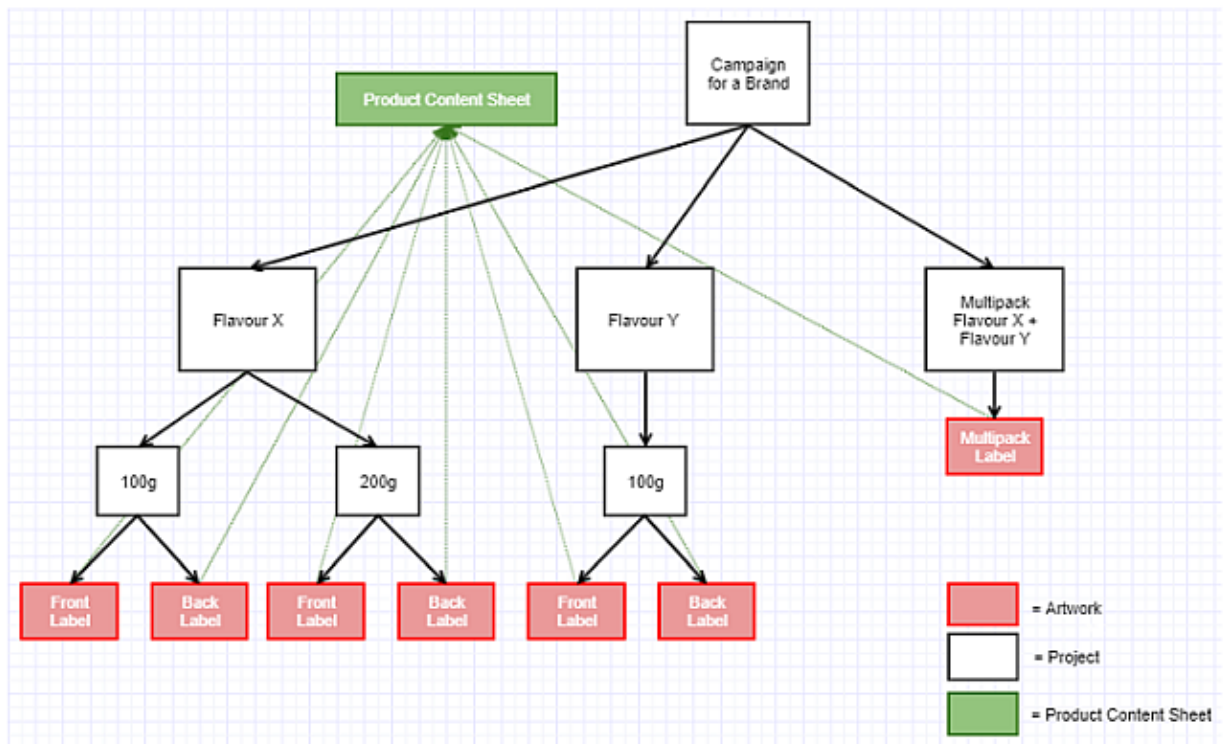 Campaign
for a Brand
Product Content Sheet
Flavour X
Flavour Y
Multipack
Flavour X +
Flavour Y
100g
200g
100g
Multipack
Label
Front
Label
Back
Label
Front
Label
Back
Label
Front
Label
Back
Label
= Artwork
= Project
= Product Content Sheet